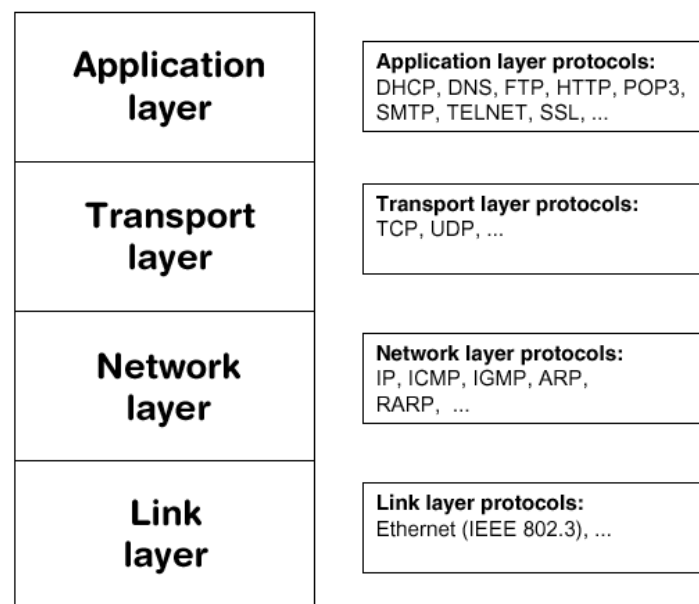 Application
layer
Application layer protocols:
DHCP, DNS, FTP, HTTP, POP3,
SMTP, TELNET, SSL, ...
Transport
layer
Transport layer protocols:
TCP, UDP, ...
Network
layer
Network layer protocols:
IP, ICMP, IGMP, ARP,
RARP, ...
Link
layer
Link layer protocols:
Ethernet (IEEE 802.3), ...